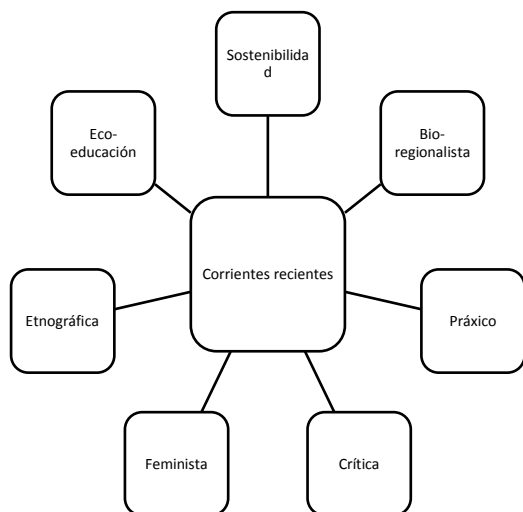 Sostenibilida
d
Eco-
educación
Bio-
regionalista
Corrientes recientes
Etnográfica
Práxico
Feminista
Crítica